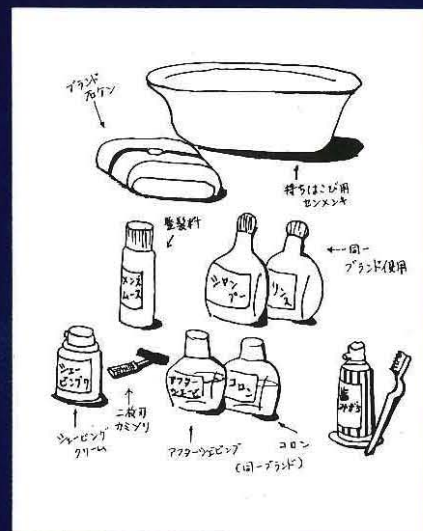 ブランド
石ケン
持ちはこび用
センメンキ
整髪料
メンズ
ムース
シャン
プー
リンス
同一
ブランド使用
シェー
ビングク
アフター
シェービ
コロン
歯
みがき
シェービング
クリーム
二枚刃
カミソリ
アフターシェービング
コロン
(同一ブランド)